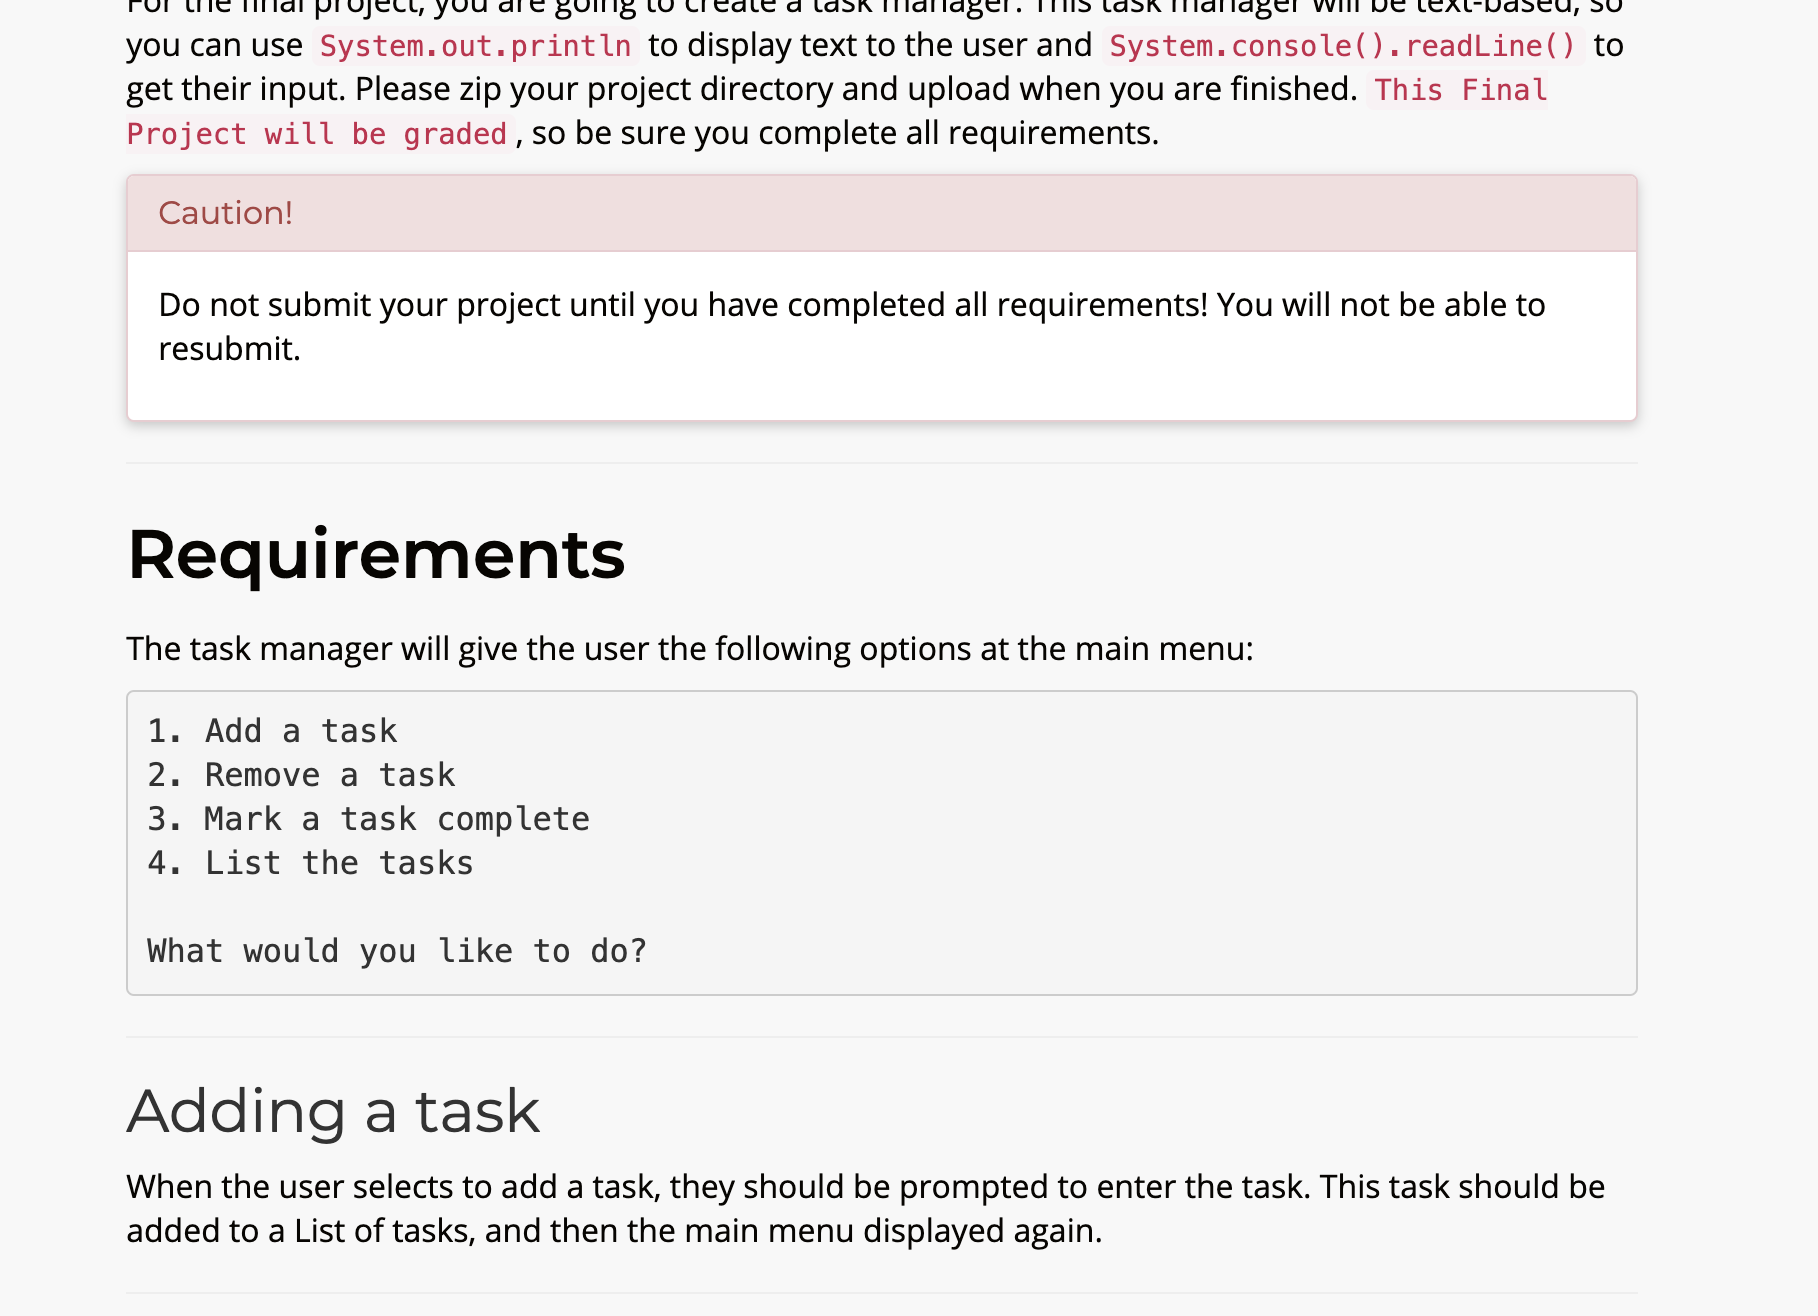 For the final project, you are going to create a task manager. This task manager will be text-based, so
you can use System.out.println to display text to the user and System.console().readLine() to
get their input. Please zip your project directory and upload when you are finished. This Final
Project will be graded, so be sure you complete all requirements.
Caution!
Do not submit your project until you have completed all requirements! You will not be able to
resubmit.
Requirements
The task manager will give the user the following options at the main menu:
1. Add a task
2. Remove a task
3. Mark a task complete
4. List the tasks
What would you like to do?
Adding a task
When the user selects to add a task, they should be prompted to enter the task. This task should be
added to a List of tasks, and then the main menu displayed again.